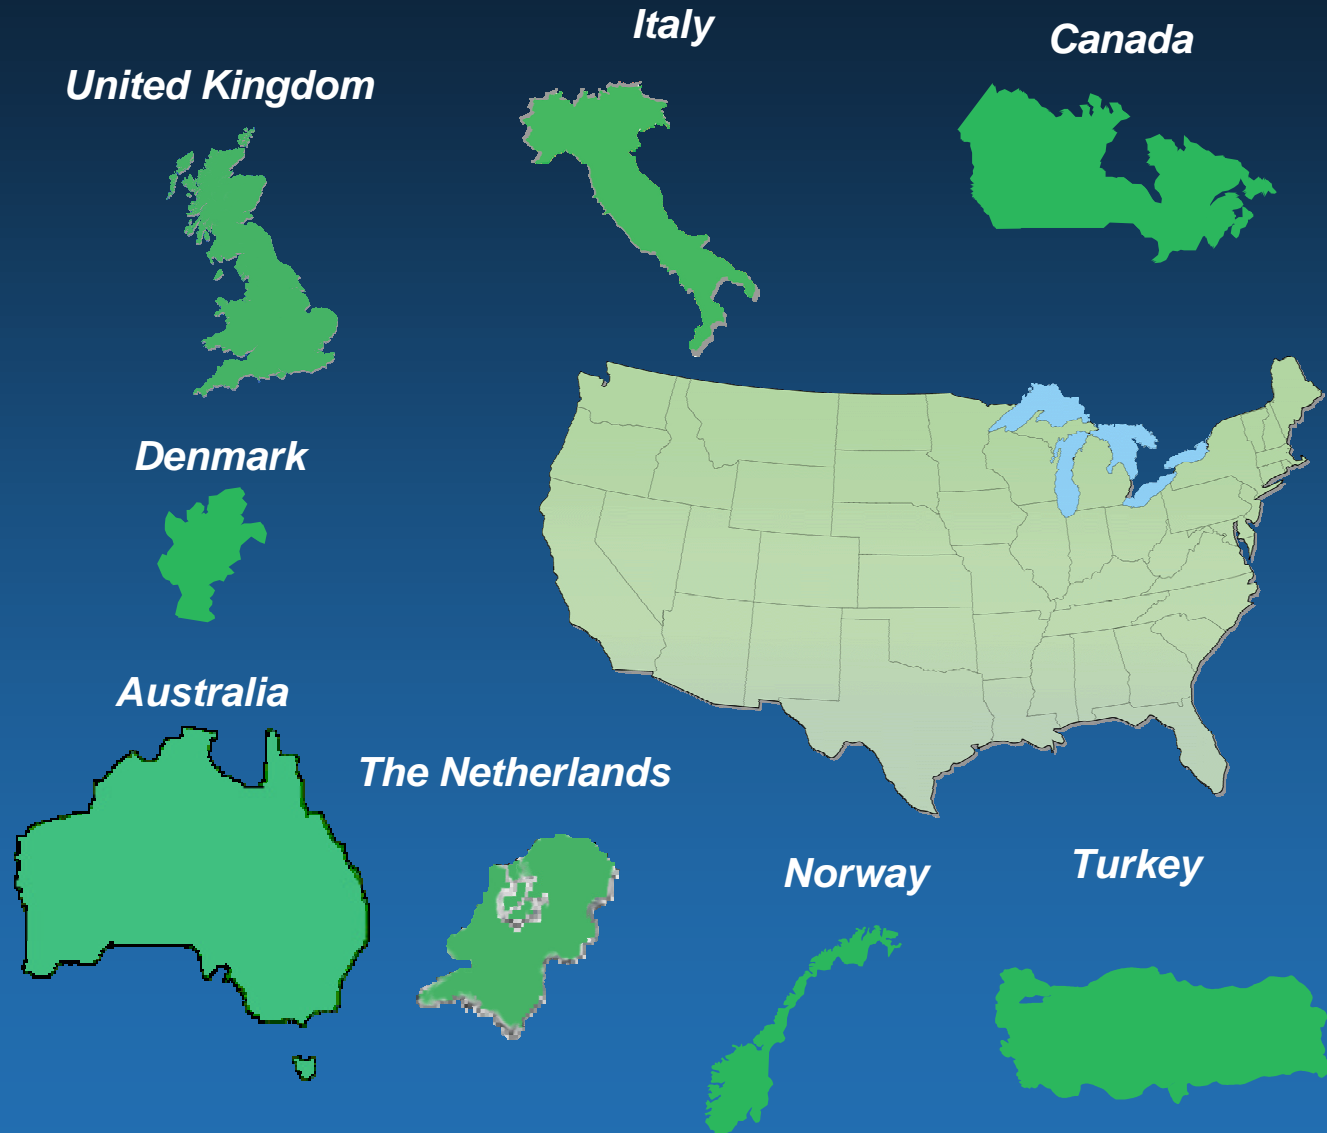 Italy
Canada
United Kingdom
Denmark
Australia
The Netherlands
Norway
Turkey